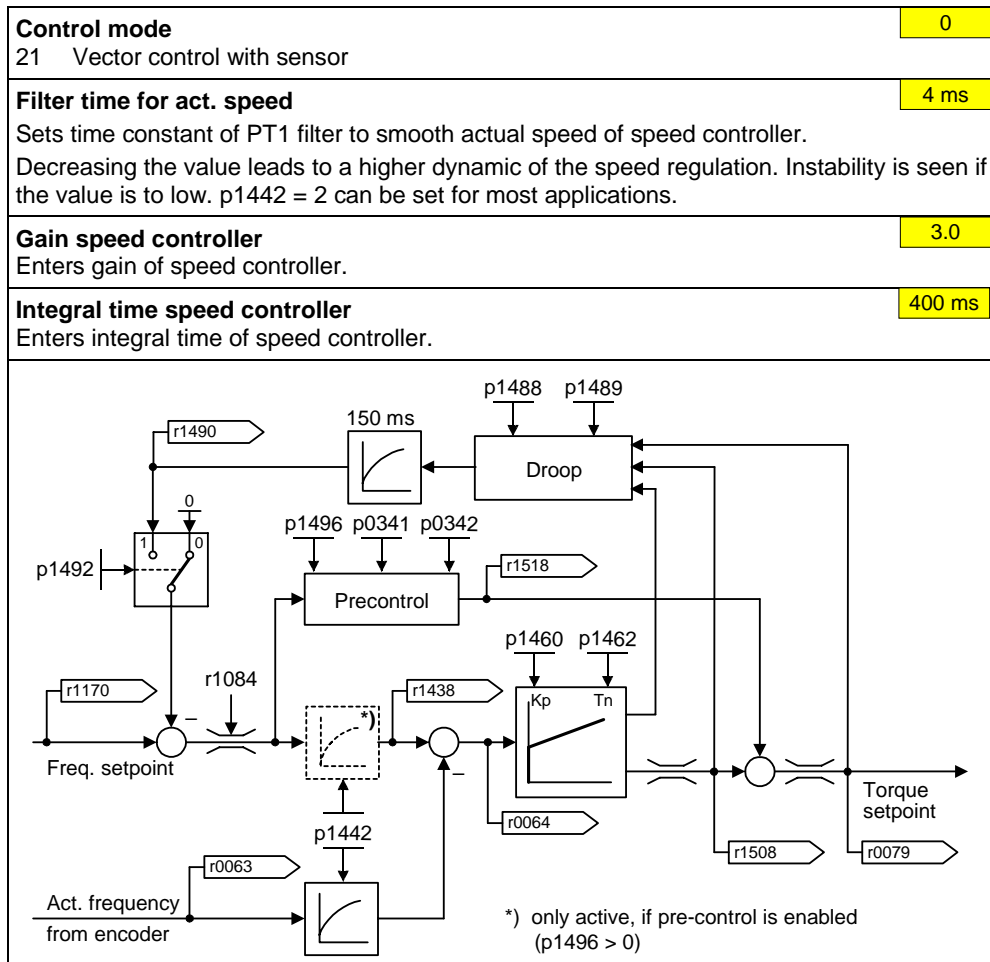 Control mode
0
21 Vector control with sensor
Filter time for act. speed
4 ms
Sets time constant of PT1 filter to smooth actual speed of speed controller.
Decreasing the value leads to a higher dynamic of the speed regulation. Instability is seen if
the value is to low. p1442 = 2 can be set for most applications.
Gain speed controller
3.0
Enters gain of speed controller.
Integral time speed controller
400 ms
Enters integral time of speed controller.
p1488 p1489
150 ms
r1490
Droop
0
p1496 p0341 p0342
1 0
r1518
p1492
Precontrol
p1460 p1462
r1170
r1084
r1438
Kp Tn
*)
–
Freq. setpoint
–
Torque
setpoint
p1442
r0064
r0063
r1508
r0079
Act. frequency
from encoder
*) only active, if pre-control is enabled
(p1496 > 0)